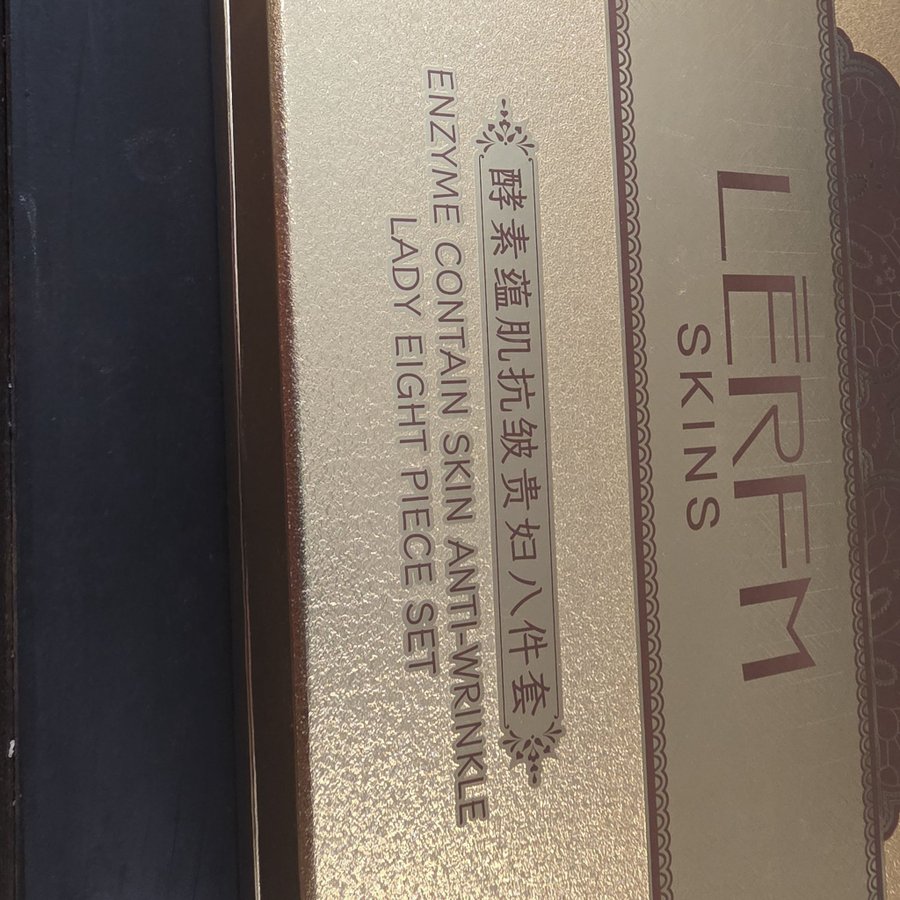 LĒRFM
SKINS
酵素蕴肌抗皱贵妇八件套
ENZYME CONTAIN SKIN ANTI-WRINKLE
LADY EIGHT PIECE SET